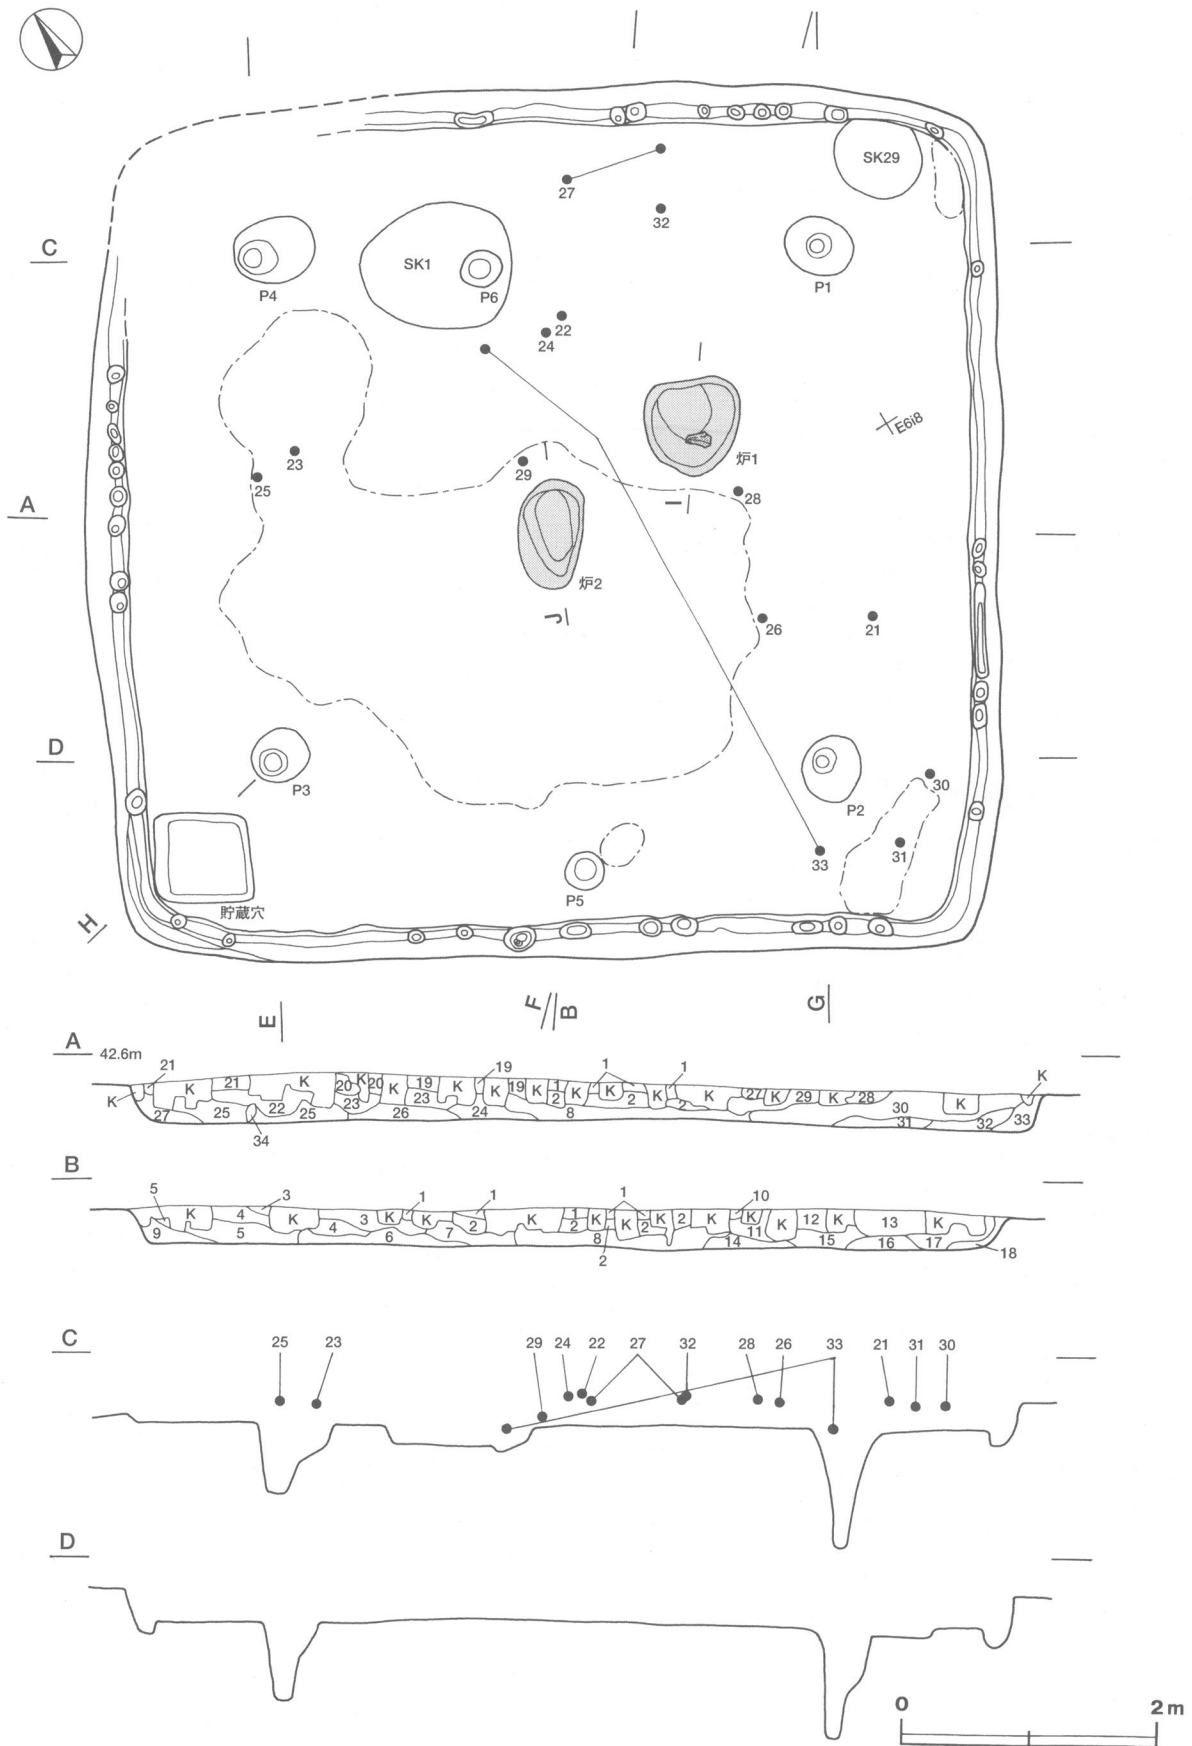 SK29
27
32
C
SK1
P4
P6
P1
22
24
E6i8
炉1
23
29
25
28
A
I
炉2
J
26
21
D
P3
30
P2
33
31
P5
貯蔵穴
H
E
F
B
G
A 42.6m
21 19 1 1 K
K 21 K 20 K 20 K 19 K K 19 K 1 2 K K 2 K 2 K 27 K 29 K 28 30 K
27 25 22 25 23 26 23 24 8 31 32 33
34
B
5 3 1 1 1 10
K 4 K 3 K K 2 K 1 2 K K 2 K 2 K K K 12 K 13 K
9 5 4 6 7 8 14 11 15 16 17 18
2
C 25 23 29 24 22 27 32 28 26 33 21 31 30
D
0 2m